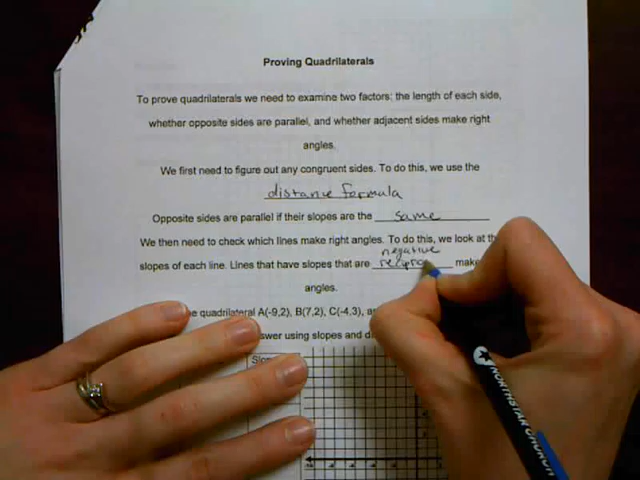 Proving Quadrilaterals
To prove quadrilaterals we need to examine two factors: the length of each side,
whether opposite sides are parallel, and whether adjacent sides make right
angles.
We first need to figure out any congruent sides. To do this, we use the
distance formula
Opposite sides are parallel if their slopes are the same
We then need to check which lines make right angles. To do this, we look at
negative
slopes of each line. Lines that have slopes that are recipro make
angles.
quadrilateral A(-9,2), B(7,2), C(-4,3),
using slopes and
NORTHSTAR CHURCH